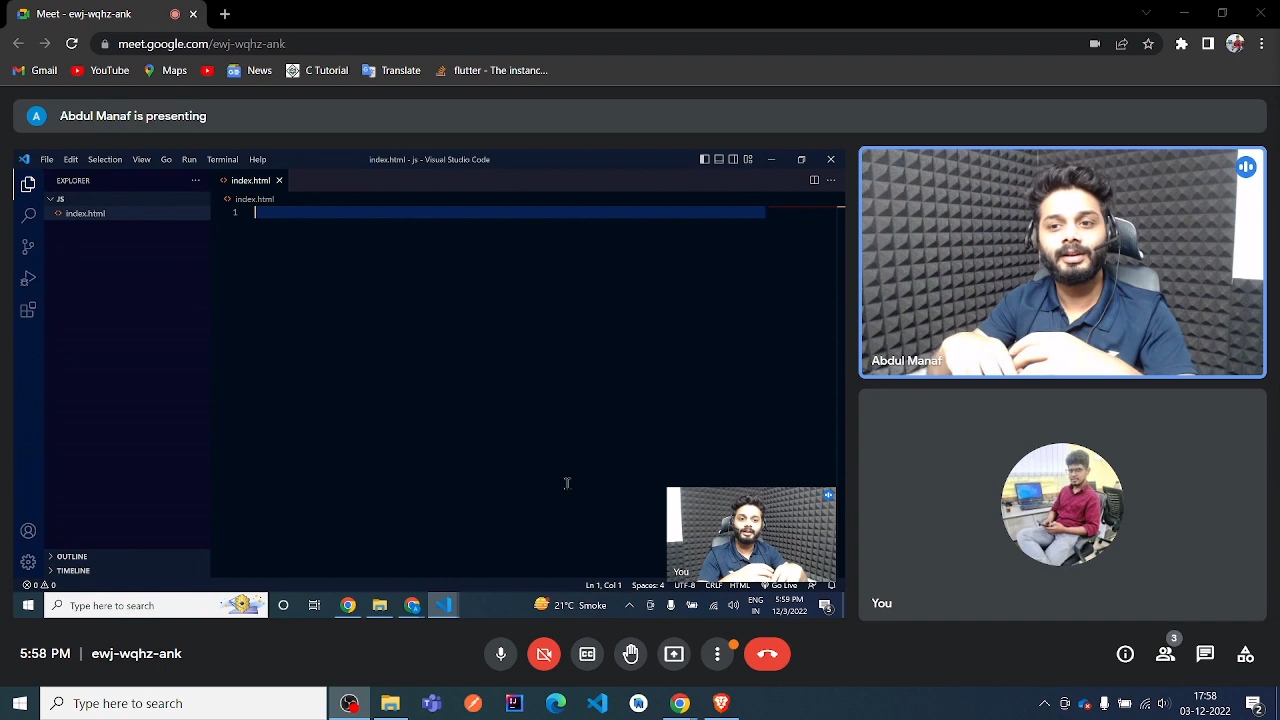 Meet - ewj-wqhz-ank
meet.google.com/ewj-wqhz-ank
Gmail YouTube Maps News C Tutorial Translate flutter - The instanc...
A Abdul Manaf is presenting
File Edit Selection View Go Run Terminal Help index.html - js - Visual Studio Code
EXPLORER ... index.html
JS index.html
index.html 1
OUTLINE
TIMELINE
You
0 0 Ln 1, Col 1 Spaces: 4 UTF-8 CRLF HTML Go Live
Type here to search 21°C Smoke ENG IN 5:59 PM 12/3/2022 5
Abdul Manaf
You
5:58 PM | ewj-wqhz-ank 3
Type here to search 17:58 03-12-2022 2